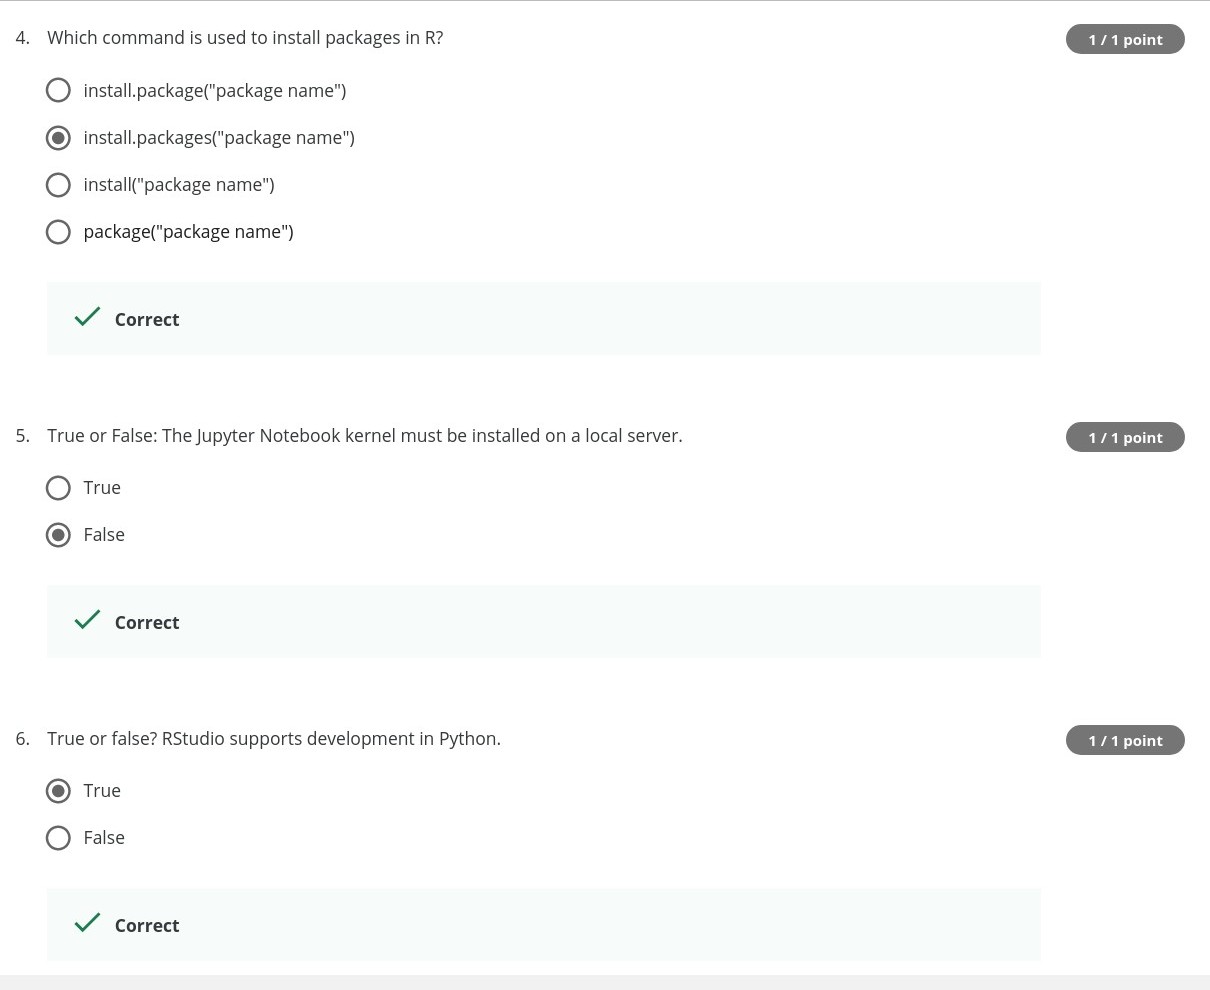 4. Which command is used to install packages in R?
1 / 1 point
install.package("package name")
install.packages("package name")
install("package name")
package("package name")
Correct
5. True or False: The Jupyter Notebook kernel must be installed on a local server.
1 / 1 point
True
False
Correct
6. True or false? RStudio supports development in Python.
1 / 1 point
True
False
Correct